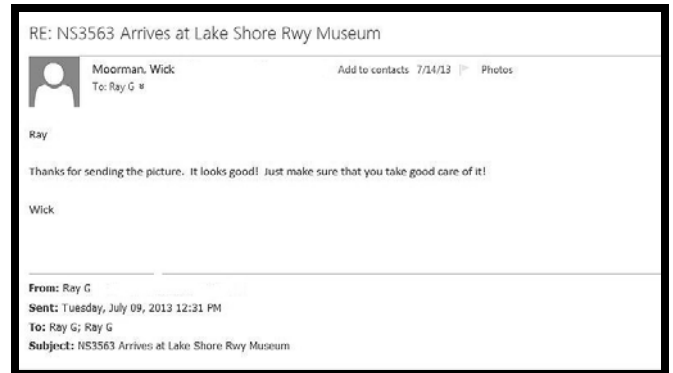 RE: NS3563 Arrives at Lake Shore Rwy Museum
Moorman, Wick Add to contacts 7/14/13 Photos
To: Ray G
Ray
Thanks for sending the picture. It looks good! Just make sure that you take good care of it!
Wick
From: Ray G
Sent: Tuesday, July 09, 2013 12:31 PM
To: Ray G; Ray G
Subject: NS3563 Arrives at Lake Shore Rwy Museum